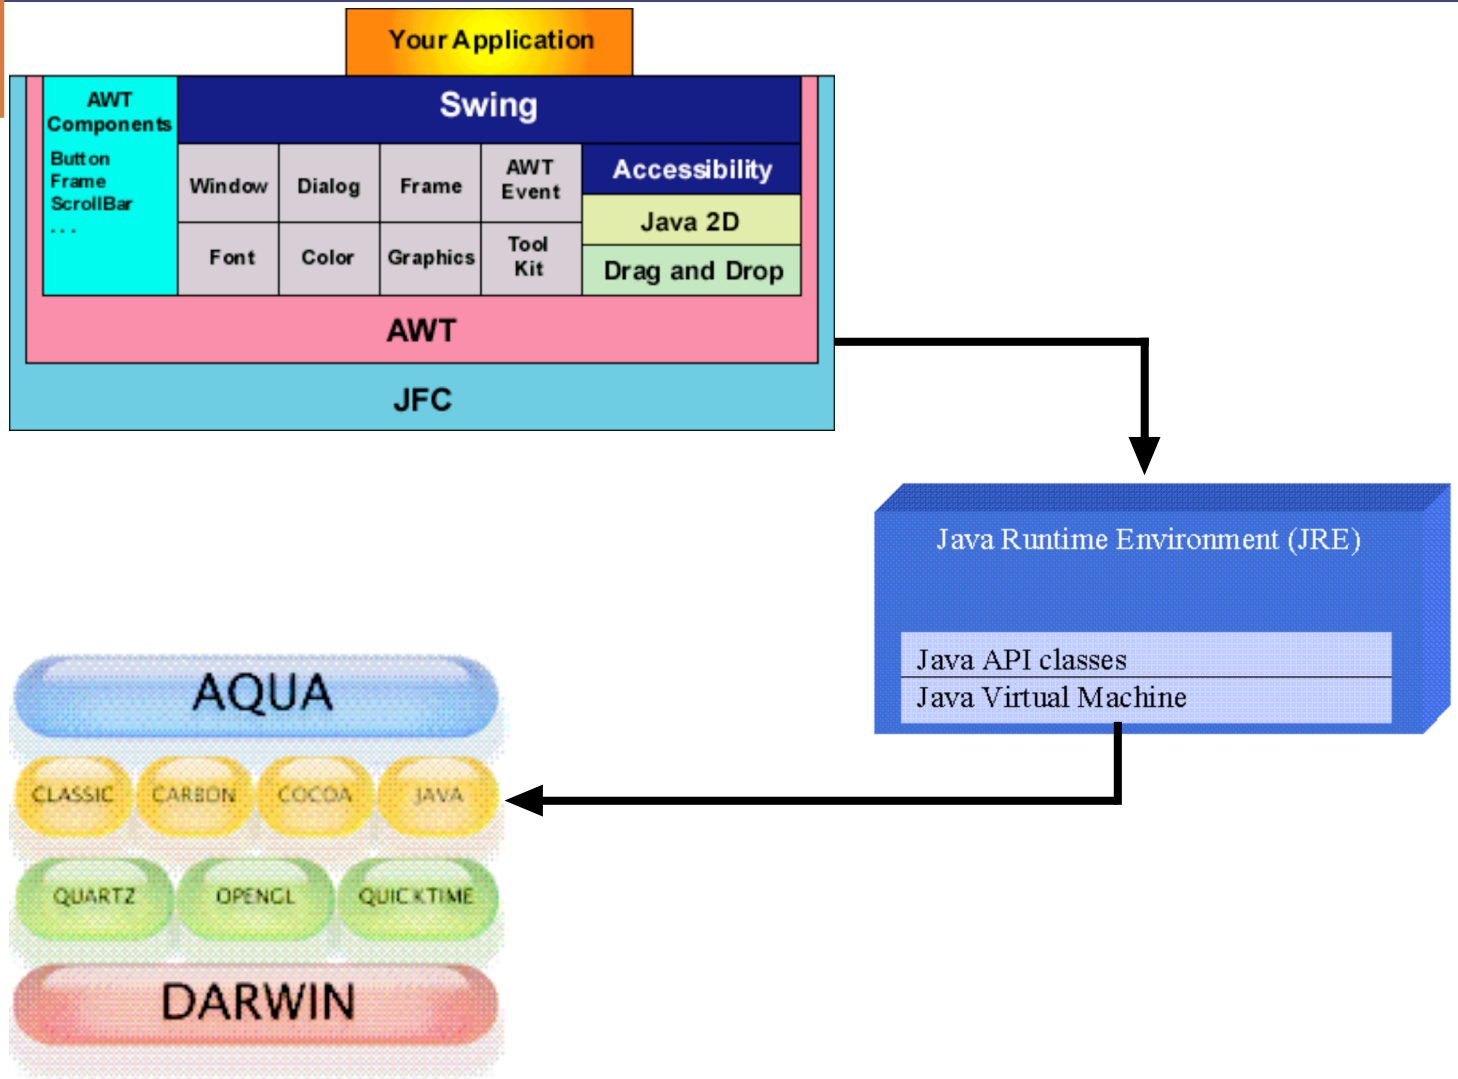 Your Application
AWT
Components
Button
Frame
ScrollBar
...
Swing
Window
Dialog
Frame
AWT
Event
Accessibility
Java 2D
Font
Color
Graphics
Tool
Kit
Drag and Drop
AWT
JFC
Java Runtime Environment (JRE)
Java API classes
Java Virtual Machine
AQUA
CLASSIC
CARBON
COCOA
JAVA
QUARTZ
OPENGL
QUICKTIME
DARWIN